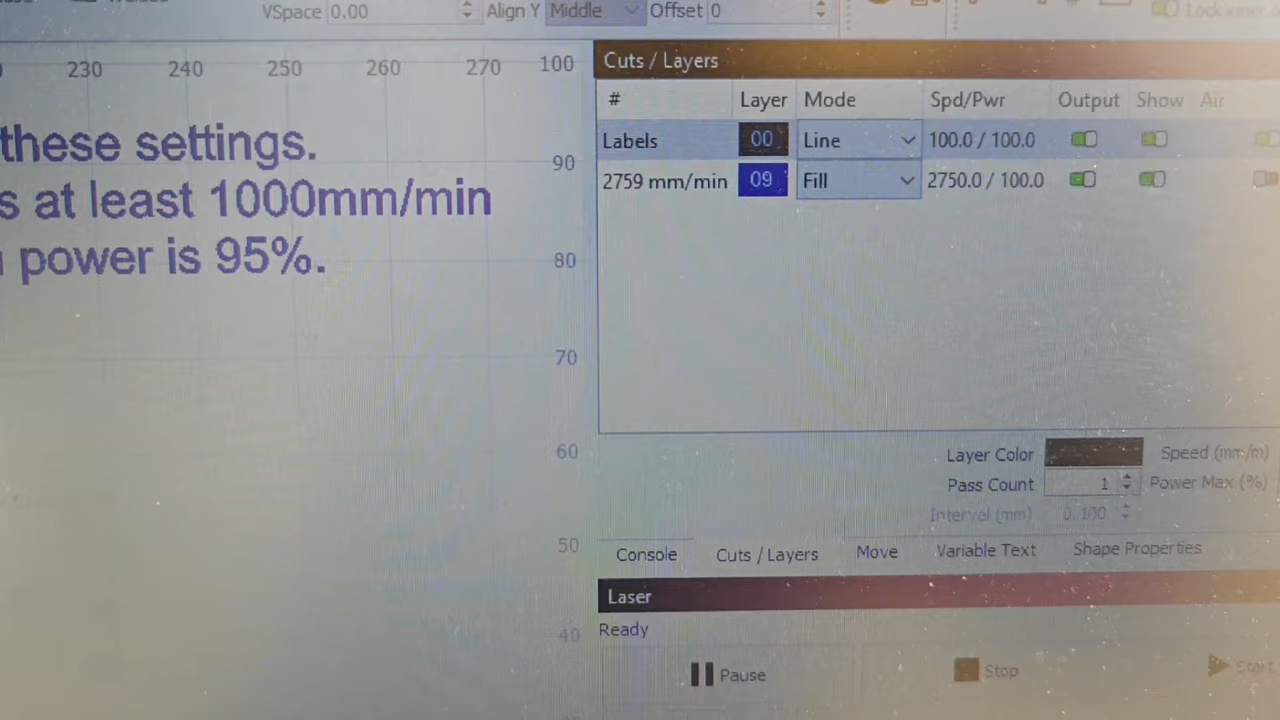 VSpace 0.00 Align Y Middle Offset 0
230 240 250 260 270 100
these settings.
s at least 1000mm/min
power is 95%.
90
80
70
60
50
40
Cuts / Layers
# Layer Mode Spd/Pwr Output Show Air
Labels 00 Line 100.0 / 100.0
2759 mm/min 09 Fill 2750.0 / 100.0
Layer Color Speed (mm/m)
Pass Count 1 Power Max (%)
Interval (mm) 0.100
Console Cuts / Layers Move Variable Text Shape Properties
Laser
Ready
Pause Stop Start